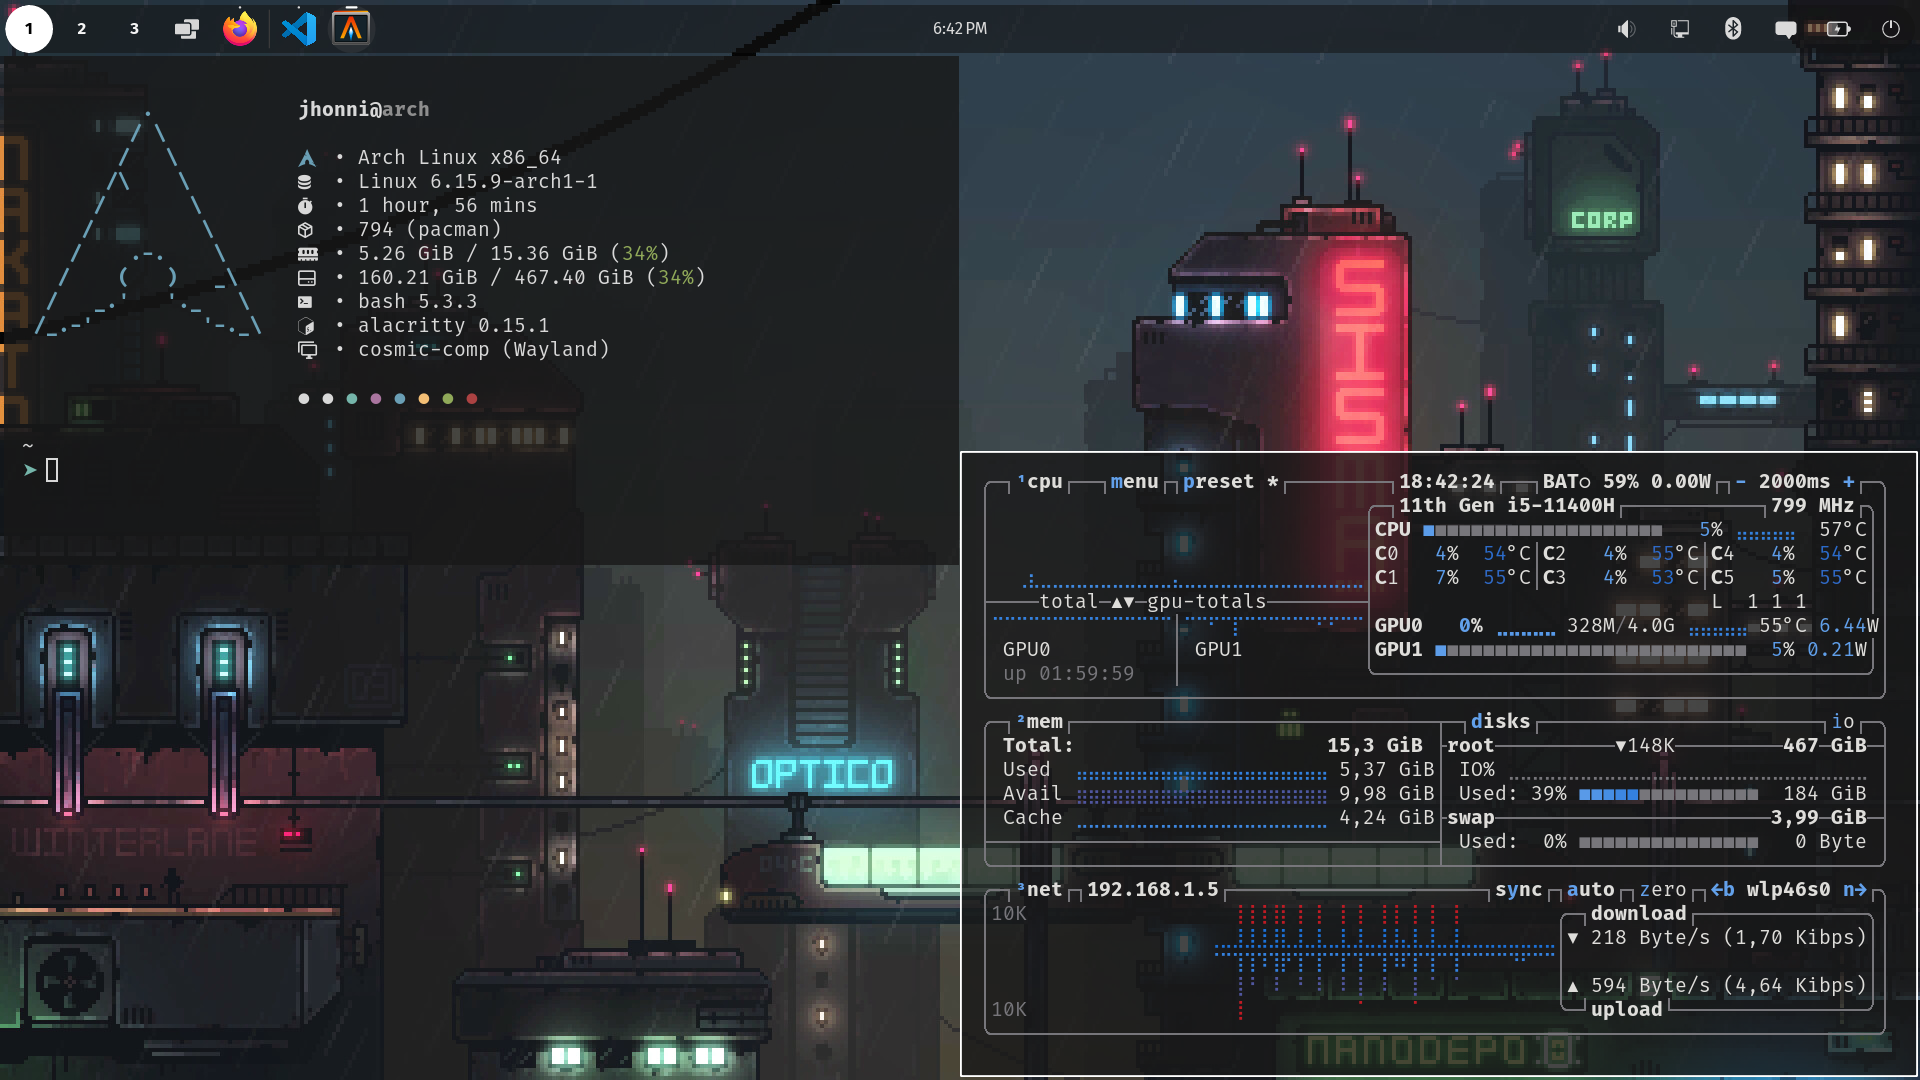 1 2 3 6:42 PM
jhonni@arch
• Arch Linux x86_64
• Linux 6.15.9-arch1-1
• 1 hour, 56 mins
• 794 (pacman)
• 5.26 GiB / 15.36 GiB (34%)
• 160.21 GiB / 467.40 GiB (34%)
• bash 5.3.3
• alacritty 0.15.1
• cosmic-comp (Wayland)
~
➤
CORP
SISTEMA
OPTICO
WINTERLANE
¹cpu menu preset * 18:42:24 BAT○ 59% 0.00W - 2000ms +
11th Gen i5-11400H 799 MHz
CPU 5% 57°C
C0 4% 54°C C2 4% 55°C C4 4% 54°C
C1 7% 55°C C3 4% 53°C C5 5% 55°C
total ▲▼ gpu-totals L 1 1 1
GPU0 0% 328M/4.0G 55°C 6.44W
GPU0 GPU1 GPU1 5% 0.21W
up 01:59:59
²mem disks io
Total: 15,3 GiB root ▼148K 467 GiB
Used 5,37 GiB IO%
Avail 9,98 GiB Used: 39% 184 GiB
Cache 4,24 GiB swap 3,99 GiB
Used: 0% 0 Byte
³net 192.168.1.5 sync auto zero ←b wlp46s0 n→
10K download
▼ 218 Byte/s (1,70 Kibps)
▲ 594 Byte/s (4,64 Kibps)
10K upload
NANODEPO